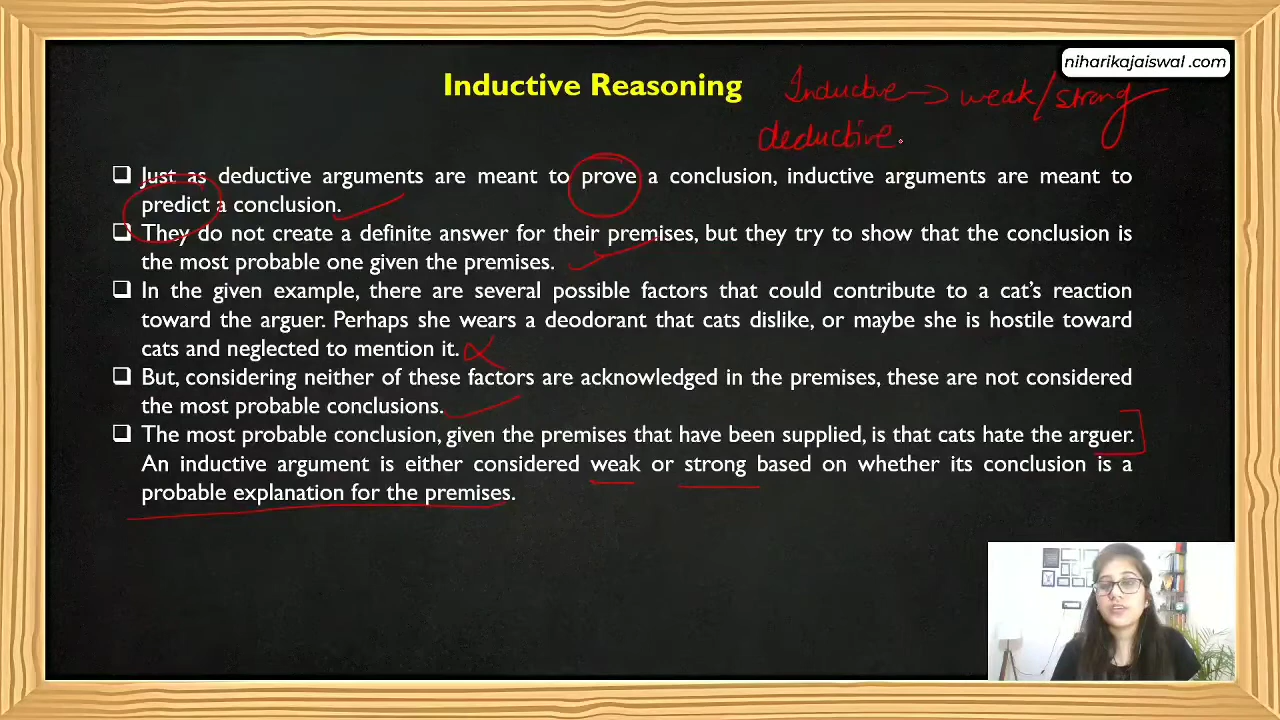 niharikajaiswal.com
Inductive Reasoning
Inductive → weak/strong
deductive
❑ Just as deductive arguments are meant to prove a conclusion, inductive arguments are meant to
predict a conclusion.
❑ They do not create a definite answer for their premises, but they try to show that the conclusion is
the most probable one given the premises.
❑ In the given example, there are several possible factors that could contribute to a cat's reaction
toward the arguer. Perhaps she wears a deodorant that cats dislike, or maybe she is hostile toward
cats and neglected to mention it.
❑ But, considering neither of these factors are acknowledged in the premises, these are not considered
the most probable conclusions.
❑ The most probable conclusion, given the premises that have been supplied, is that cats hate the arguer.
An inductive argument is either considered weak or strong based on whether its conclusion is a
probable explanation for the premises.